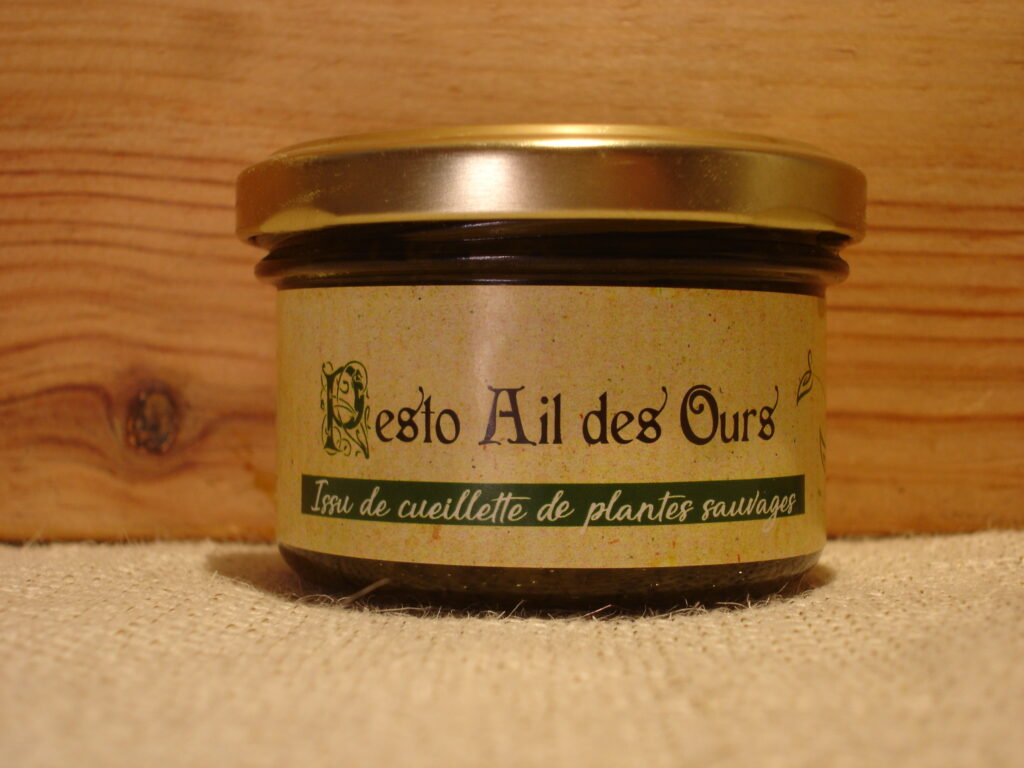 Pesto Ail des Ours
Issu de cueillette de plantes sauvages